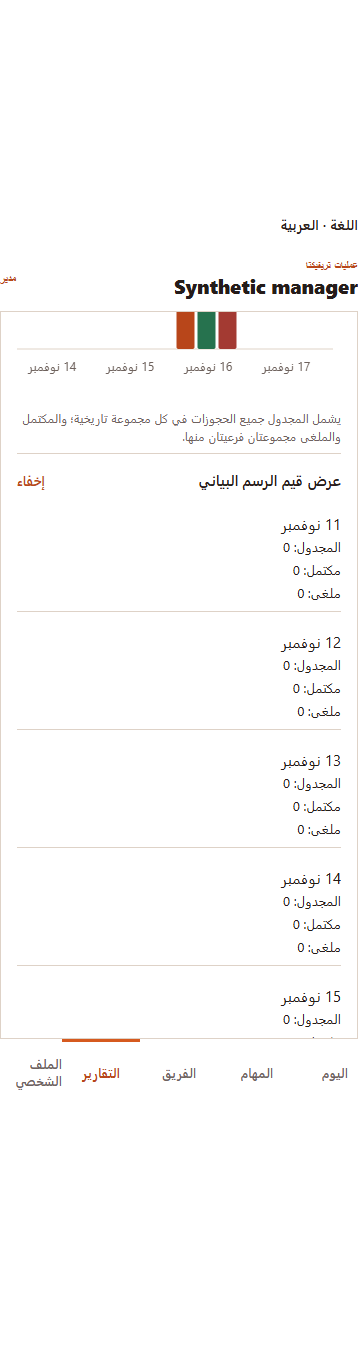 اللغة · العربية
عمليات تريفيكتا
Synthetic manager
مدير
14 نوفمبر
15 نوفمبر
16 نوفمبر
17 نوفمبر
يشمل المجدول جميع الحجوزات في كل مجموعة تاريخية؛ والمكتمل
والملغى مجموعتان فرعيتان منها.
عرض قيم الرسم البياني
إخفاء
11 نوفمبر
المجدول: 0
مكتمل: 0
ملغى: 0
12 نوفمبر
المجدول: 0
مكتمل: 0
ملغى: 0
13 نوفمبر
المجدول: 0
مكتمل: 0
ملغى: 0
14 نوفمبر
المجدول: 0
مكتمل: 0
ملغى: 0
15 نوفمبر
المجدول: 0
اليوم
المهام
الفريق
التقارير
الملف
الشخصي